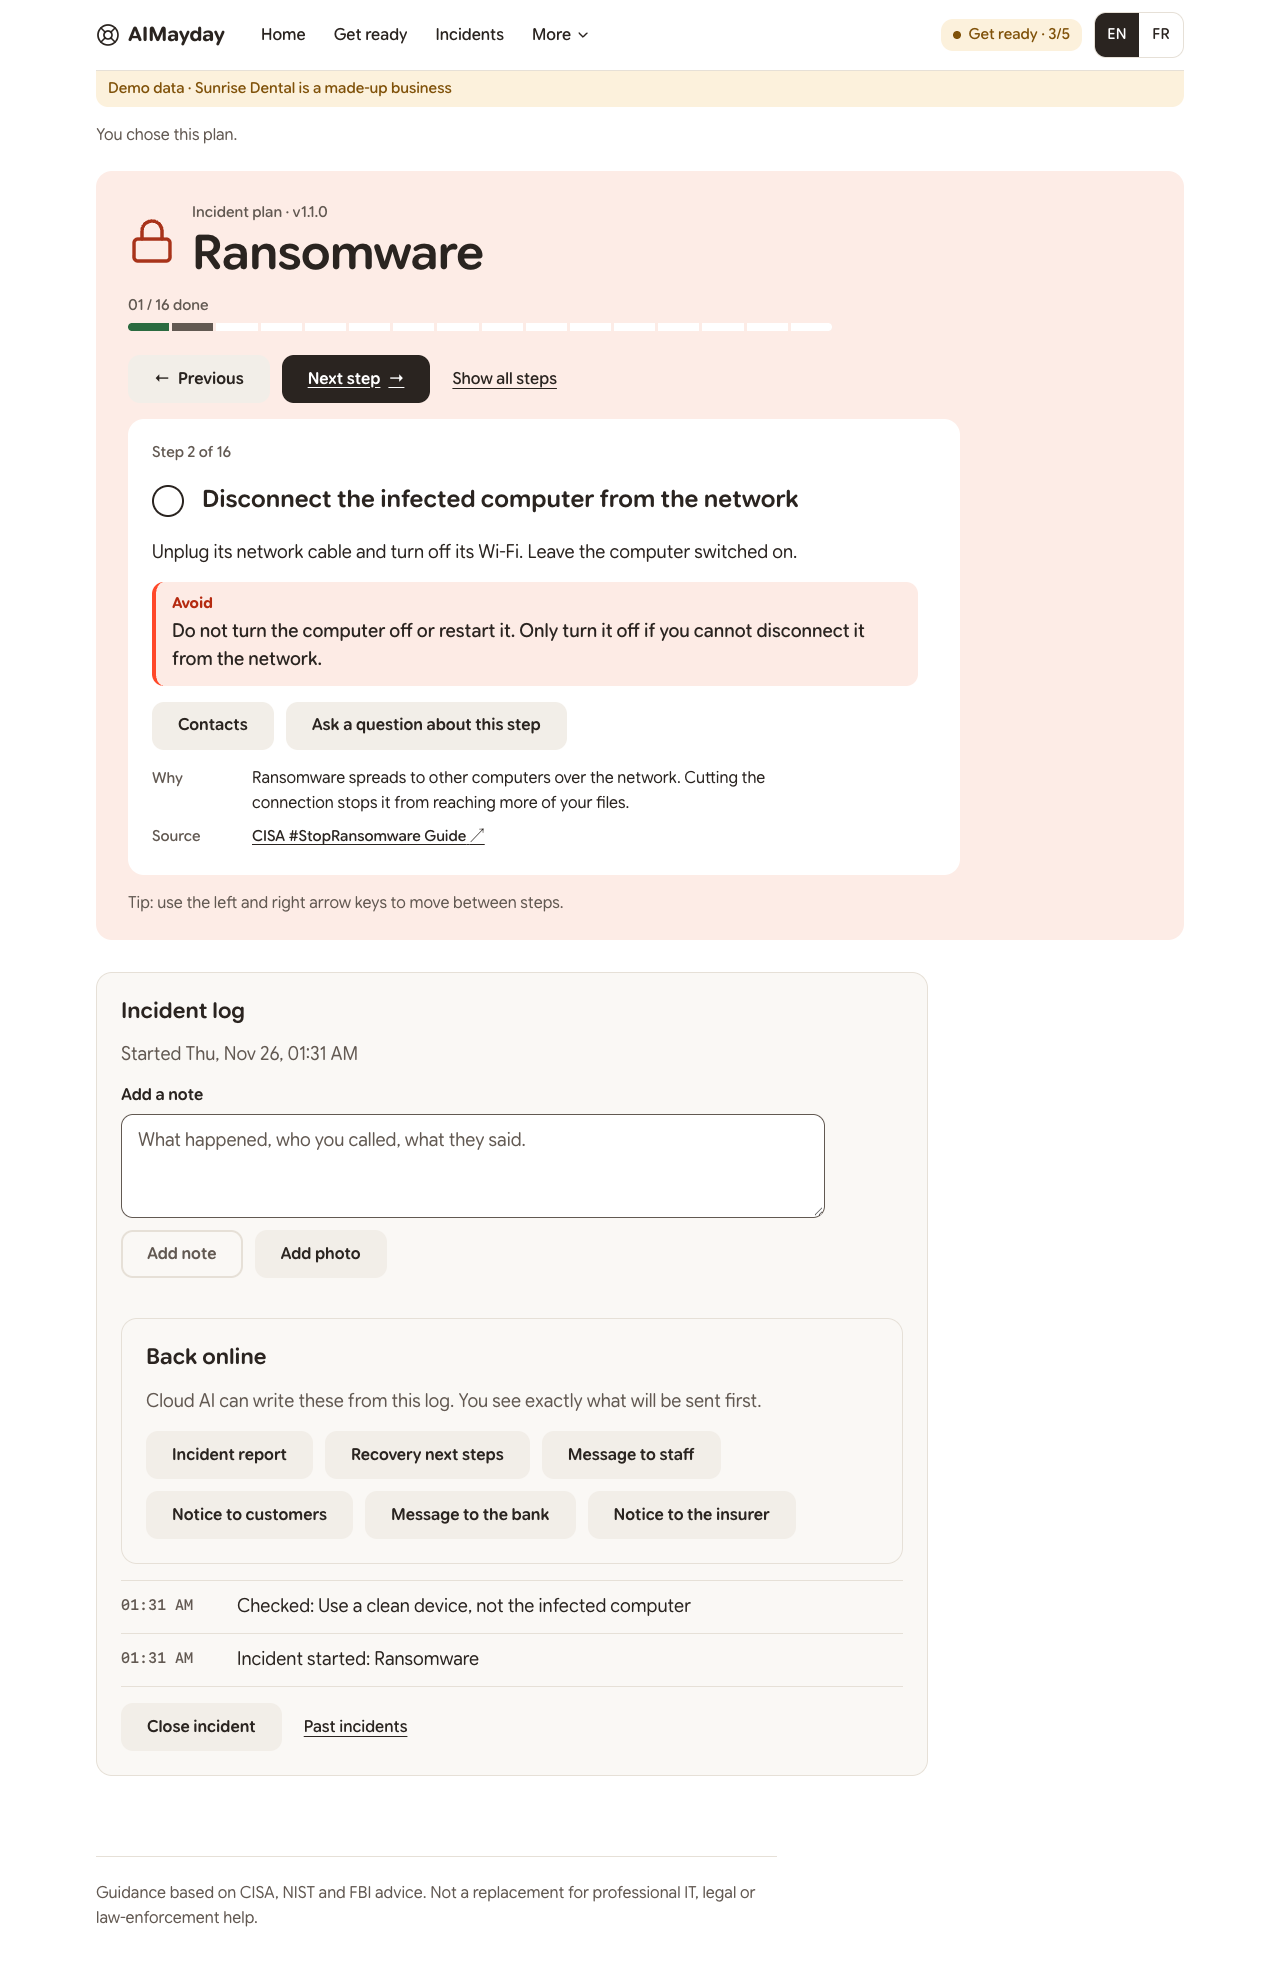 AIMayday
Home
Get ready
Incidents
More
Get ready · 3/5
EN
FR
Demo data · Sunrise Dental is a made-up business
You chose this plan.
Incident plan · v1.1.0
Ransomware
01 / 16 done
← Previous
Next step →
Show all steps
Step 2 of 16
Disconnect the infected computer from the network
Unplug its network cable and turn off its Wi-Fi. Leave the computer switched on.
Avoid
Do not turn the computer off or restart it. Only turn it off if you cannot disconnect it
from the network.
Contacts
Ask a question about this step
Why
Ransomware spreads to other computers over the network. Cutting the
connection stops it from reaching more of your files.
Source
CISA #StopRansomware Guide ↗
Tip: use the left and right arrow keys to move between steps.
Incident log
Started Thu, Nov 26, 01:31 AM
Add a note
What happened, who you called, what they said.
Add note
Add photo
Back online
Cloud AI can write these from this log. You see exactly what will be sent first.
Incident report
Recovery next steps
Message to staff
Notice to customers
Message to the bank
Notice to the insurer
01:31 AM
Checked: Use a clean device, not the infected computer
01:31 AM
Incident started: Ransomware
Close incident
Past incidents
Guidance based on CISA, NIST and FBI advice. Not a replacement for professional IT, legal or
law-enforcement help.